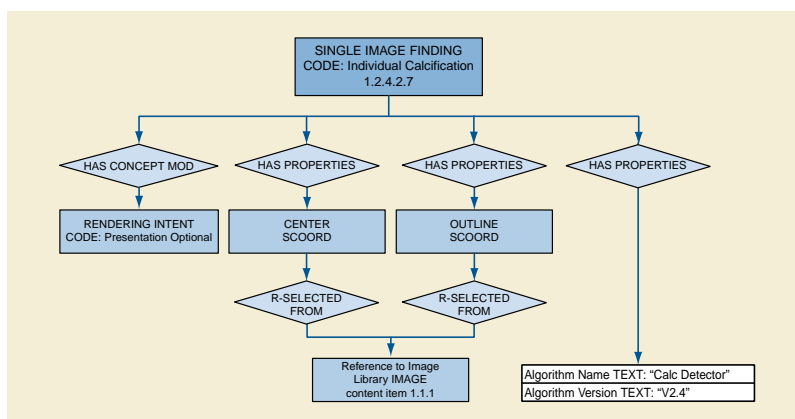 SINGLE IMAGE FINDING
CODE: Individual Calcification
1.2.4.2.7
HAS CONCEPT MOD
HAS PROPERTIES
HAS PROPERTIES
HAS PROPERTIES
RENDERING INTENT
CODE: Presentation Optional
CENTER
SCOORD
OUTLINE
SCOORD
R-SELECTED
FROM
R-SELECTED
FROM
Reference to Image
Library IMAGE
content item 1.1.1
Algorithm Name TEXT: “Calc Detector”
Algorithm Version TEXT: “V2.4”